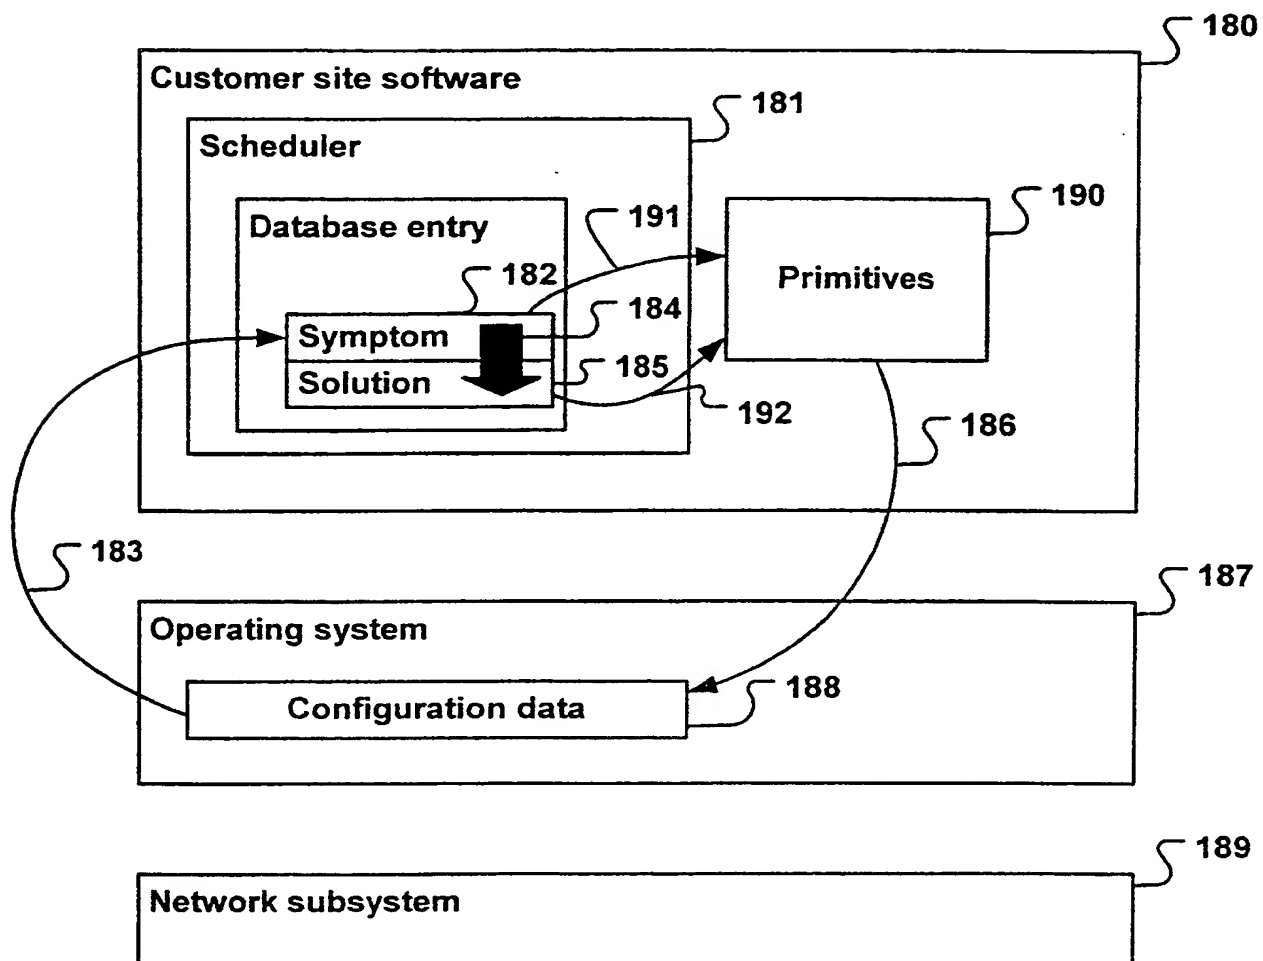 180
Customer site software
181
Scheduler
190
Database entry
191
Primitives
182
184
Symptom
185
Solution
192
186
183
187
Operating system
188
Configuration data
189
Network subsystem